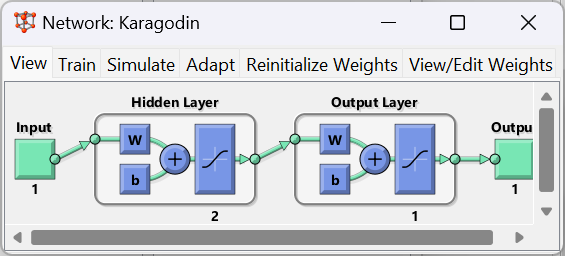 Network: Karagodin
View Train Simulate Adapt Reinitialize Weights View/Edit Weights
Hidden Layer Output Layer
Input Outpu
W W
b b
1 1
2 1